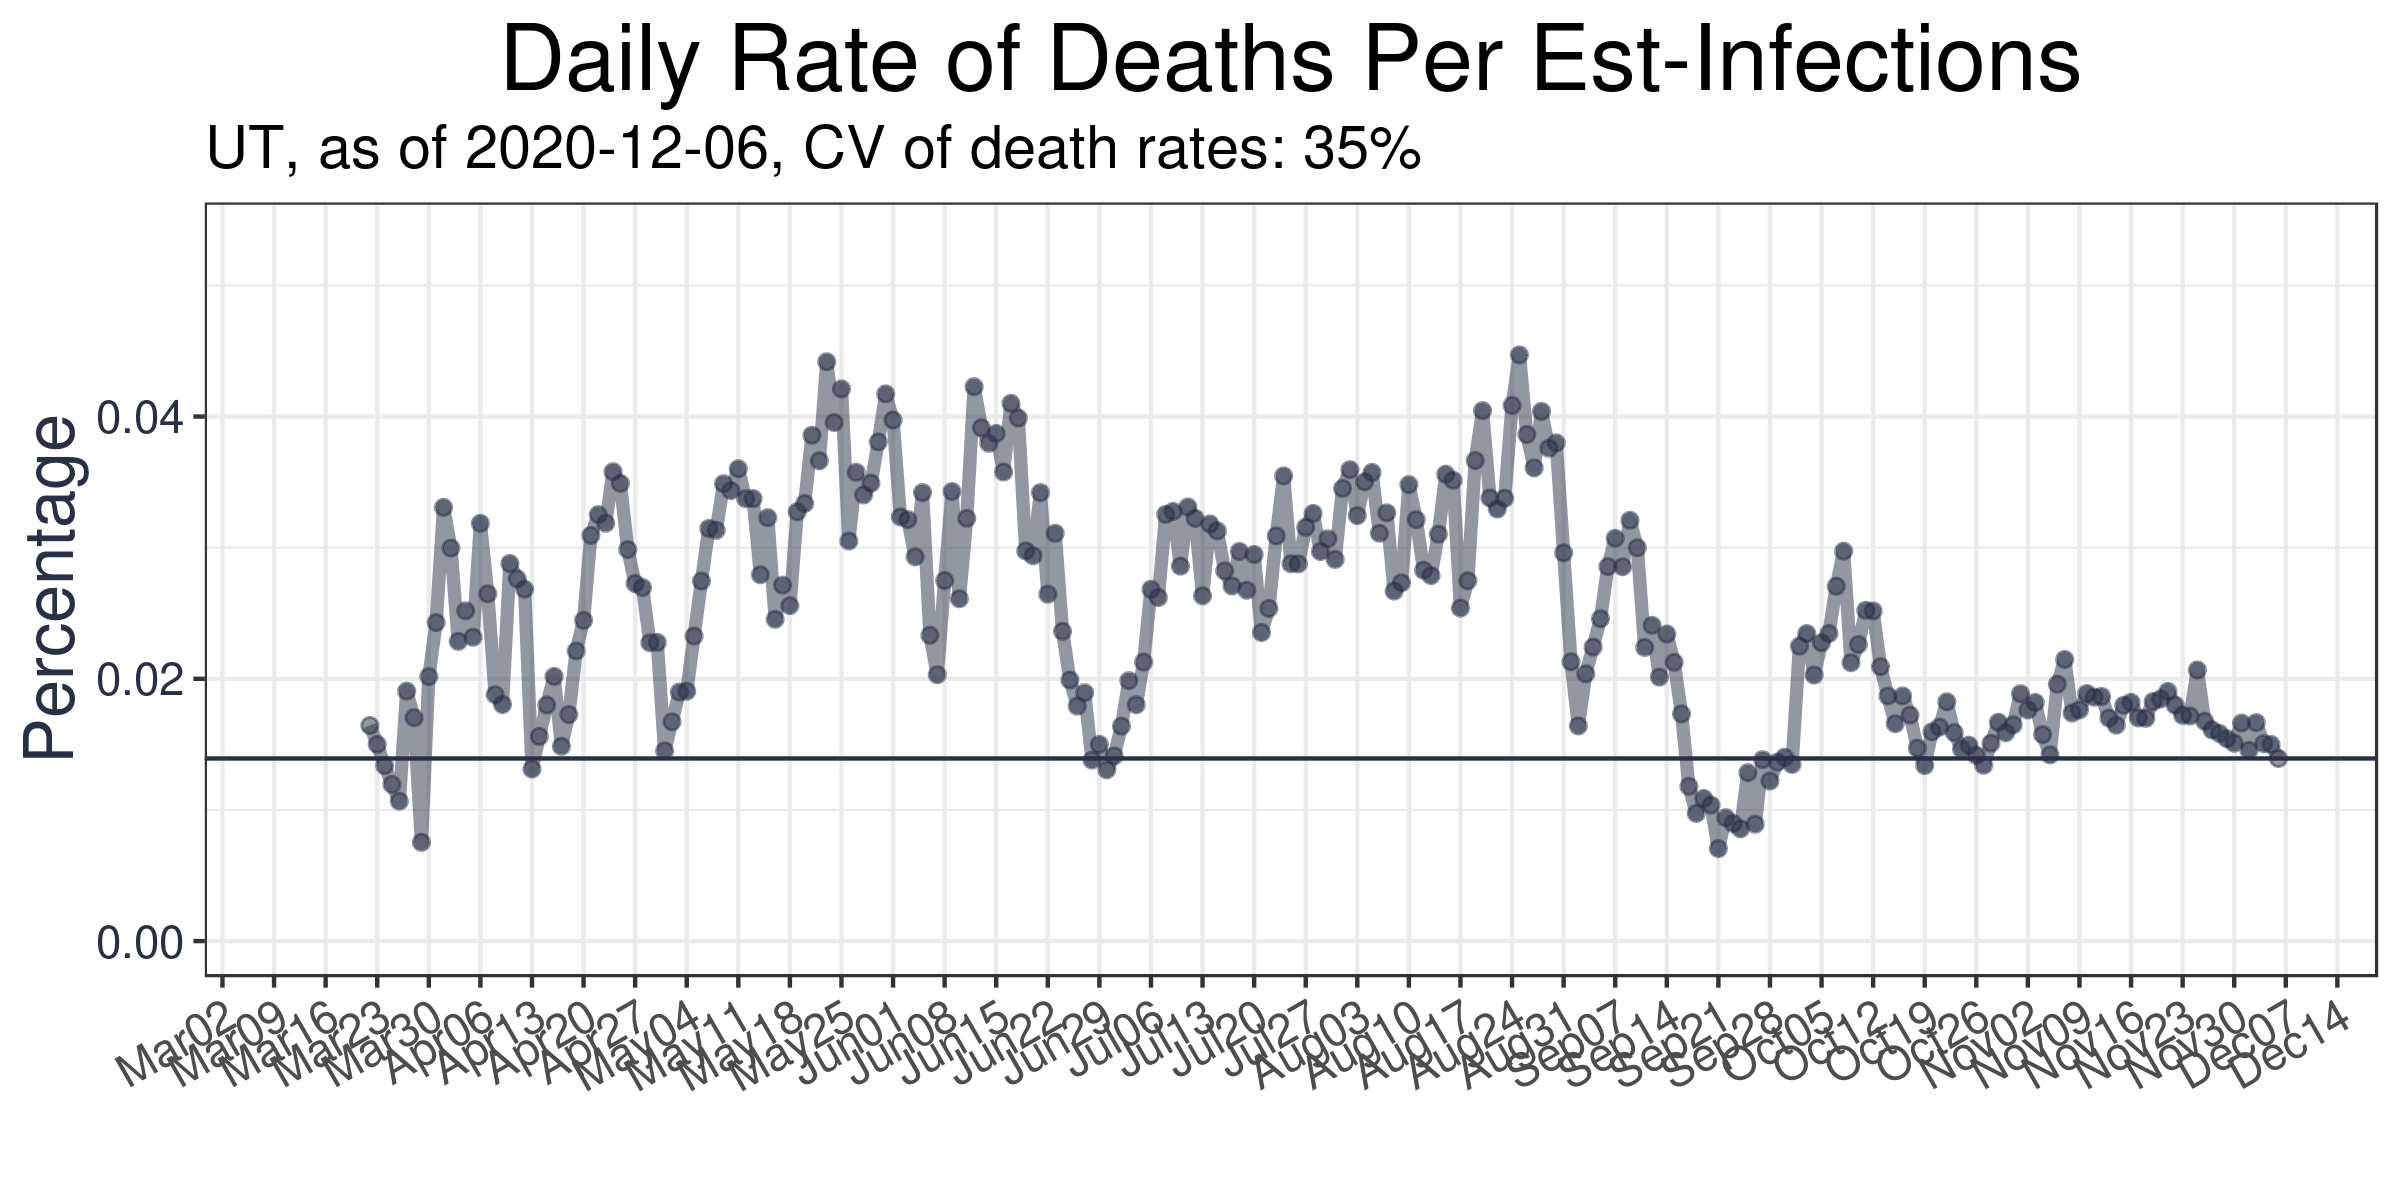 Daily Rate of Deaths Per Est-Infections
UT, as of 2020-12-06, CV of death rates: 35%
Percentage
0.04
0.02
0.00
Mar02
Mar09
Mar16
Mar23
Mar30
Apr06
Apr13
Apr20
Apr27
May04
May11
May18
May25
Jun01
Jun08
Jun15
Jun22
Jun29
Jul06
Jul13
Jul20
Jul27
Aug03
Aug10
Aug17
Aug24
Aug31
Sep07
Sep14
Sep21
Sep28
Oct05
Oct12
Oct19
Oct26
Nov02
Nov09
Nov16
Nov23
Nov30
Dec07
Dec14